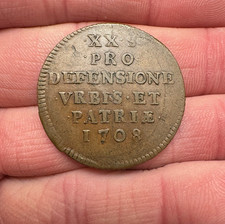 XX S
PRO
DEFENSIONE
VRBIS · ET
PATRIÆ
1708